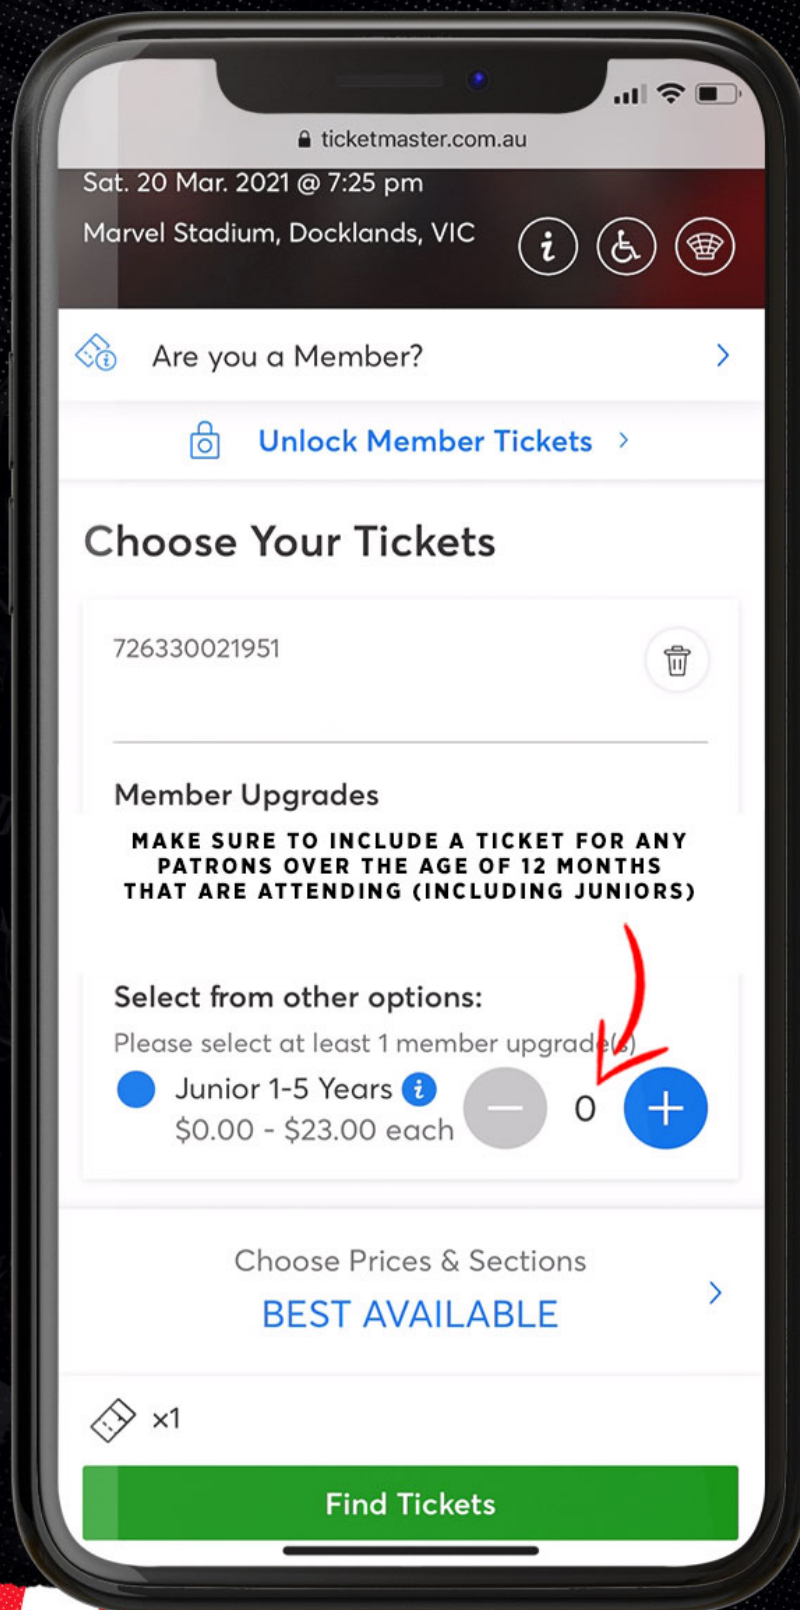 ticketmaster.com.au
Sat. 20 Mar. 2021 @ 7:25 pm
Marvel Stadium, Docklands, VIC
Are you a Member?
Unlock Member Tickets
Choose Your Tickets
726330021951
Member Upgrades
MAKE SURE TO INCLUDE A TICKET FOR ANY
PATRONS OVER THE AGE OF 12 MONTHS
THAT ARE ATTENDING (INCLUDING JUNIORS)
Select from other options:
Please select at least 1 member upgrade(s)
Junior 1-5 Years
0
$0.00 - $23.00 each
Choose Prices & Sections
BEST AVAILABLE
x1
Find Tickets